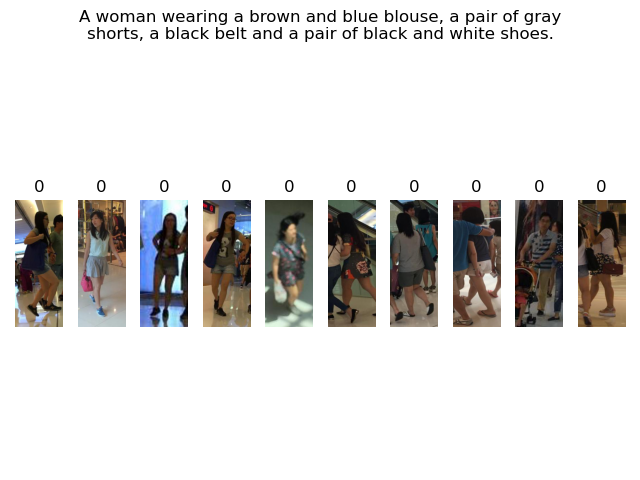 A woman wearing a brown and blue blouse, a pair of gray
shorts, a black belt and a pair of black and white shoes.
0 0 0 0 0 0 0 0 0 0